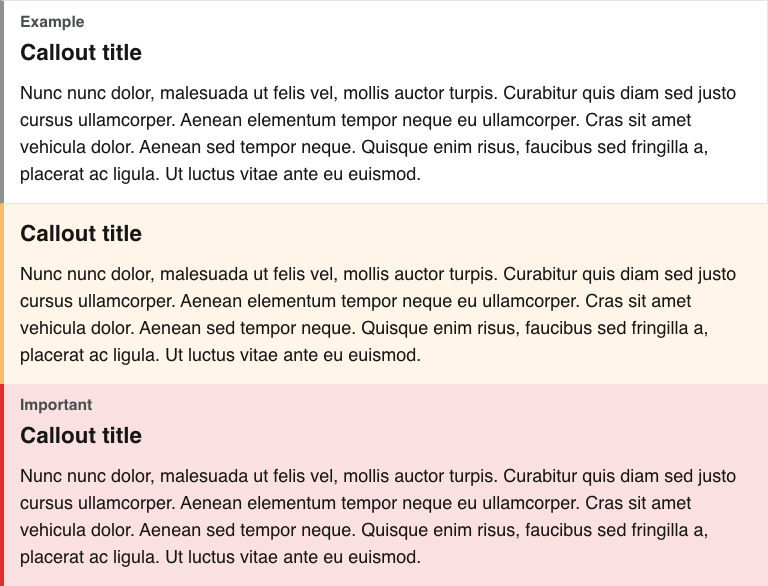 Example
Callout title
Nunc nunc dolor, malesuada ut felis vel, mollis auctor turpis. Curabitur quis diam sed justo
cursus ullamcorper. Aenean elementum tempor neque eu ullamcorper. Cras sit amet
vehicula dolor. Aenean sed tempor neque. Quisque enim risus, faucibus sed fringilla a,
placerat ac ligula. Ut luctus vitae ante eu euismod.
Callout title
Nunc nunc dolor, malesuada ut felis vel, mollis auctor turpis. Curabitur quis diam sed justo
cursus ullamcorper. Aenean elementum tempor neque eu ullamcorper. Cras sit amet
vehicula dolor. Aenean sed tempor neque. Quisque enim risus, faucibus sed fringilla a,
placerat ac ligula. Ut luctus vitae ante eu euismod.
Important
Callout title
Nunc nunc dolor, malesuada ut felis vel, mollis auctor turpis. Curabitur quis diam sed justo
cursus ullamcorper. Aenean elementum tempor neque eu ullamcorper. Cras sit amet
vehicula dolor. Aenean sed tempor neque. Quisque enim risus, faucibus sed fringilla a,
placerat ac ligula. Ut luctus vitae ante eu euismod.